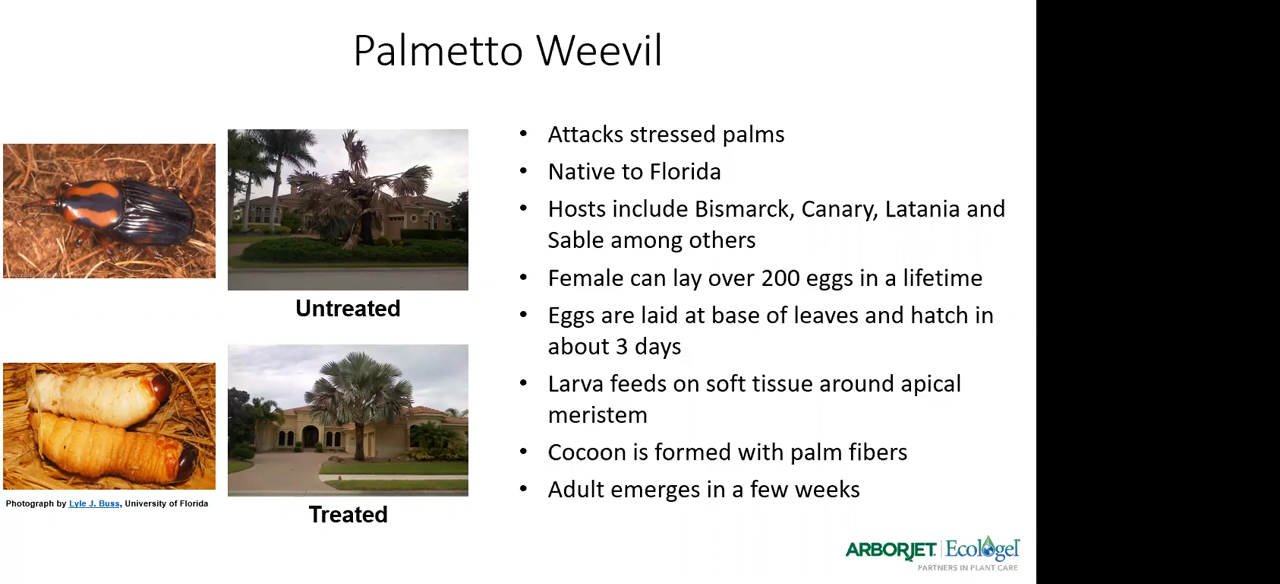 Palmetto Weevil
• Attacks stressed palms
• Native to Florida
• Hosts include Bismarck, Canary, Latania and
Sable among others
• Female can lay over 200 eggs in a lifetime
• Eggs are laid at base of leaves and hatch in
about 3 days
• Larva feeds on soft tissue around apical
meristem
• Cocoon is formed with palm fibers
• Adult emerges in a few weeks
Untreated
Treated
Photograph by Lyle J. Buss, University of Florida
ARBORJET | Ecologel
PARTNERS IN PLANT CARE